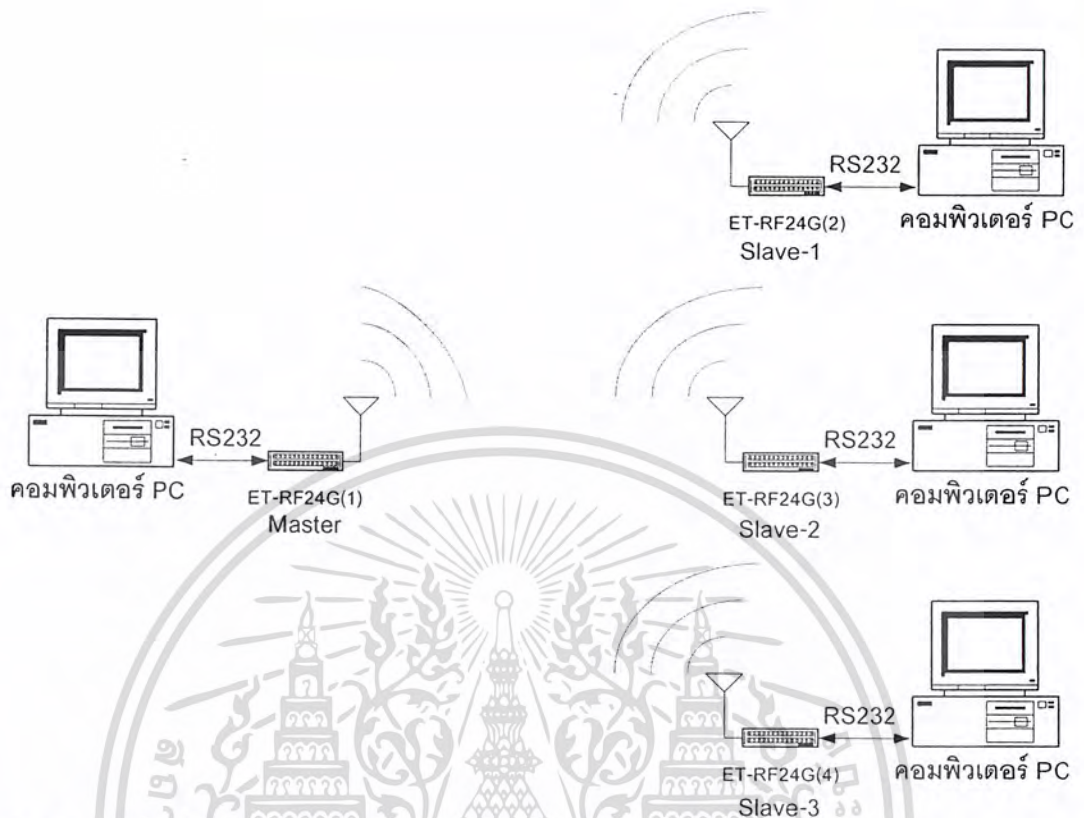 RS232
ET-RF24G(2)
Slave-1
คอมพิวเตอร์ PC
RS232
คอมพิวเตอร์ PC
ET-RF24G(1)
Master
RS232
ET-RF24G(3)
Slave-2
คอมพิวเตอร์ PC
RS232
ET-RF24G(4)
Slave-3
คอมพิวเตอร์ PC